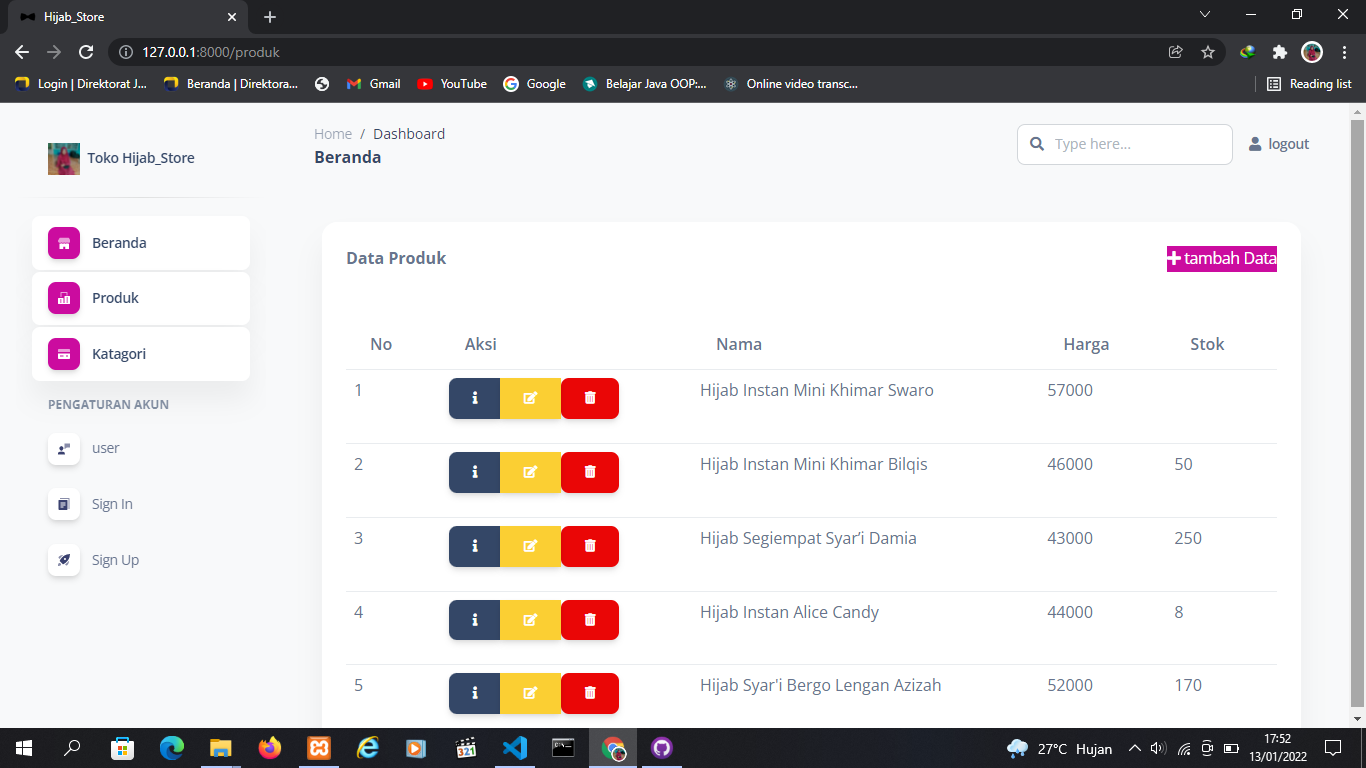 Hijab_Store
127.0.0.1:8000/produk
Login | Direktorat J...
Beranda | Direktora...
Gmail
YouTube
Google
Belajar Java OOP:...
Online video transc...
Reading list
Toko Hijab_Store
Home / Dashboard
Beranda
Type here...
logout
Beranda
Produk
Katagori
PENGATURAN AKUN
user
Sign In
Sign Up
Data Produk
tambah Data
No Aksi Nama Harga Stok
1 Hijab Instan Mini Khimar Swaro 57000
2 Hijab Instan Mini Khimar Bilqis 46000 50
3 Hijab Segiempat Syar’i Damia 43000 250
4 Hijab Instan Alice Candy 44000 8
5 Hijab Syar'i Bergo Lengan Azizah 52000 170
321
27°C Hujan
17:52
13/01/2022